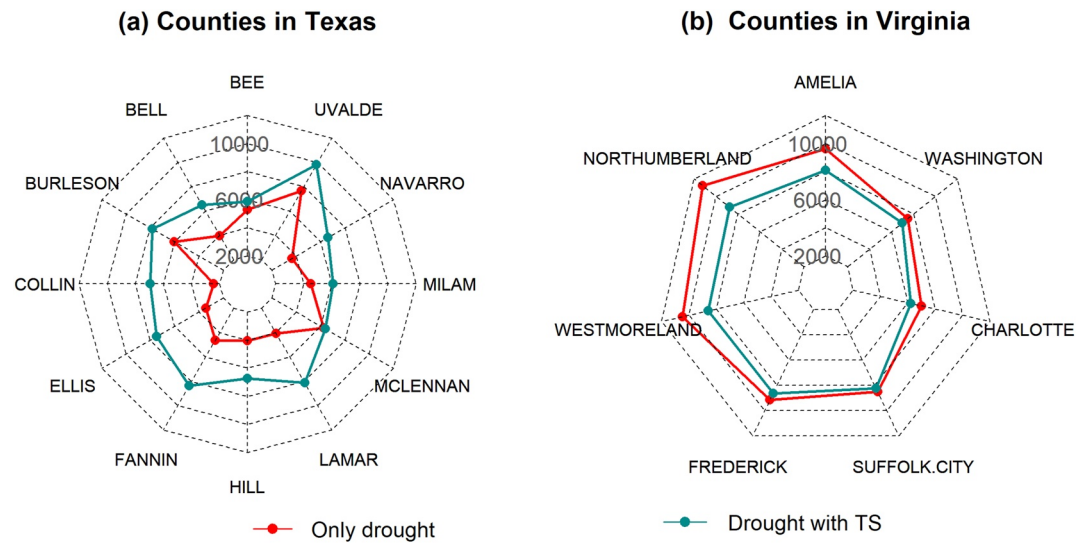 (a) Counties in Texas
(b) Counties in Virginia
BEE
BELL
UVALDE
BURLESON
NAVARRO
COLLIN
MILAM
ELLIS
MCLENNAN
FANNIN
LAMAR
HILL
10000
6000
2000
AMELIA
NORTHUMBERLAND
WASHINGTON
WESTMORELAND
CHARLOTTE
FREDERICK
SUFFOLK.CITY
10000
6000
2000
Only drought
Drought with TS